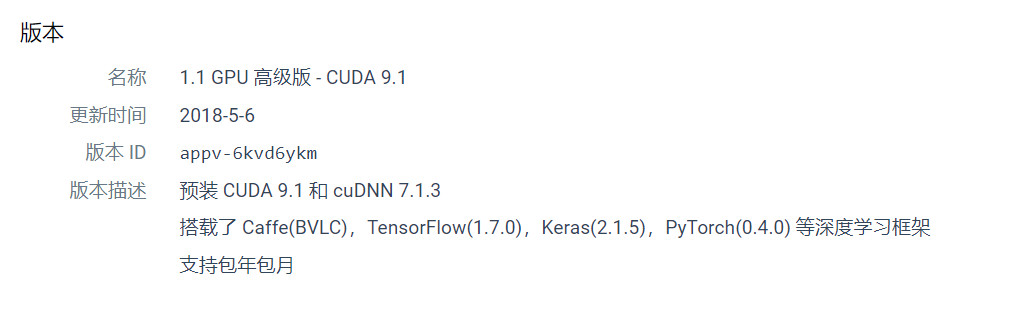 版本
名称 1.1 GPU 高级版 - CUDA 9.1
更新时间 2018-5-6
版本 ID appv-6kvd6ykm
版本描述 预装 CUDA 9.1 和 cuDNN 7.1.3
搭载了 Caffe(BVLC)，TensorFlow(1.7.0)，Keras(2.1.5)，PyTorch(0.4.0) 等深度学习框架
支持包年包月